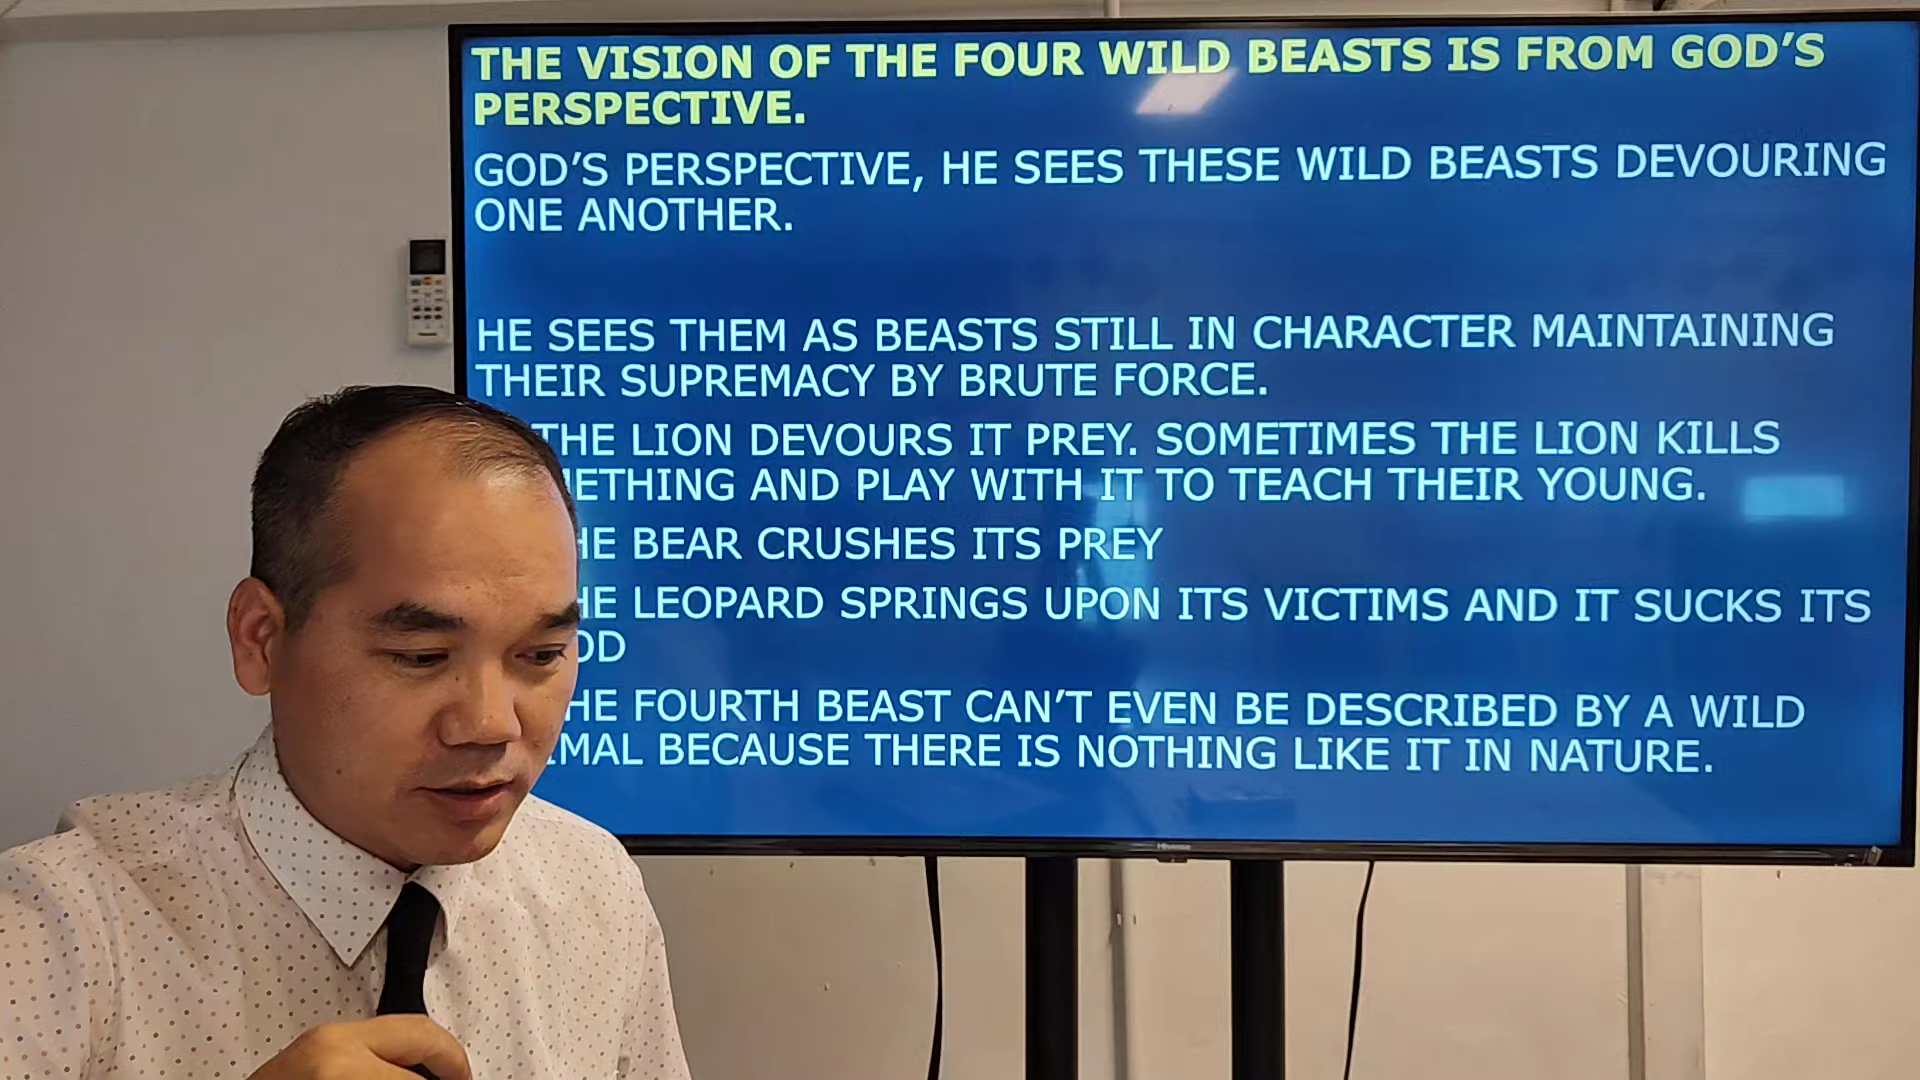 THE VISION OF THE FOUR WILD BEASTS IS FROM GOD'S
PERSPECTIVE.
GOD'S PERSPECTIVE, HE SEES THESE WILD BEASTS DEVOURING
ONE ANOTHER.
HE SEES THEM AS BEASTS STILL IN CHARACTER MAINTAINING
THEIR SUPREMACY BY BRUTE FORCE.
THE LION DEVOURS IT PREY. SOMETIMES THE LION KILLS
ETHING AND PLAY WITH IT TO TEACH THEIR YOUNG.
HE BEAR CRUSHES ITS PREY
HE LEOPARD SPRINGS UPON ITS VICTIMS AND IT SUCKS ITS
OD
HE FOURTH BEAST CAN'T EVEN BE DESCRIBED BY A WILD
IMAL BECAUSE THERE IS NOTHING LIKE IT IN NATURE.
Hisense